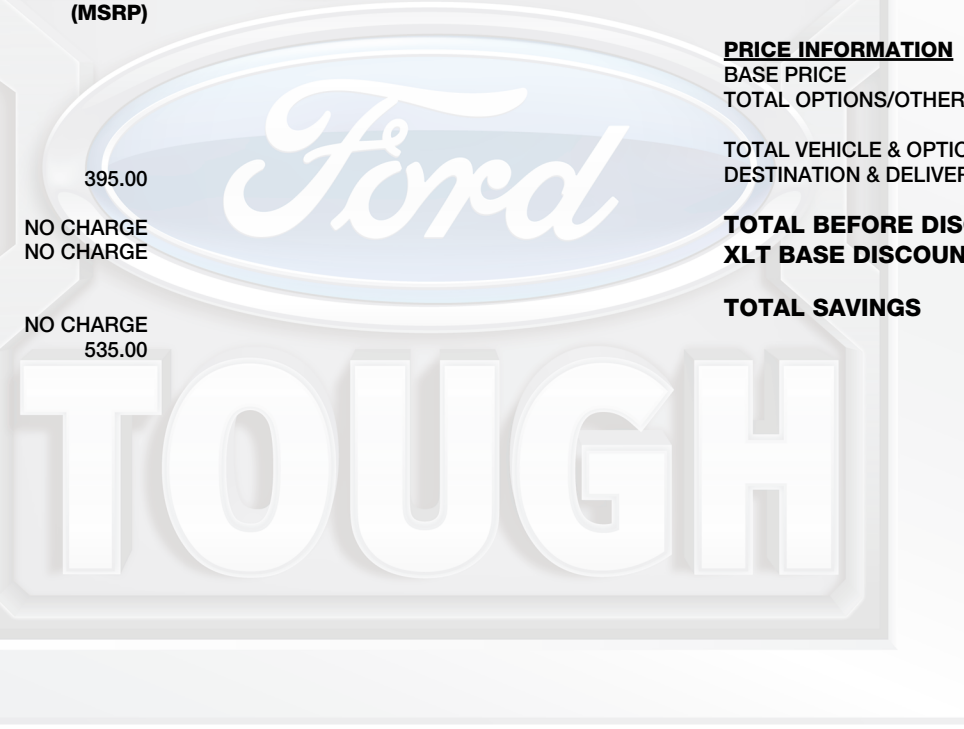 (MSRP)
395.00
NO CHARGE
NO CHARGE
NO CHARGE
535.00
Ford
TOUGH
PRICE INFORMATION
BASE PRICE
TOTAL OPTIONS/OTHER
TOTAL VEHICLE & OPTIO
DESTINATION & DELIVER
TOTAL BEFORE DIS
XLT BASE DISCOUN
TOTAL SAVINGS